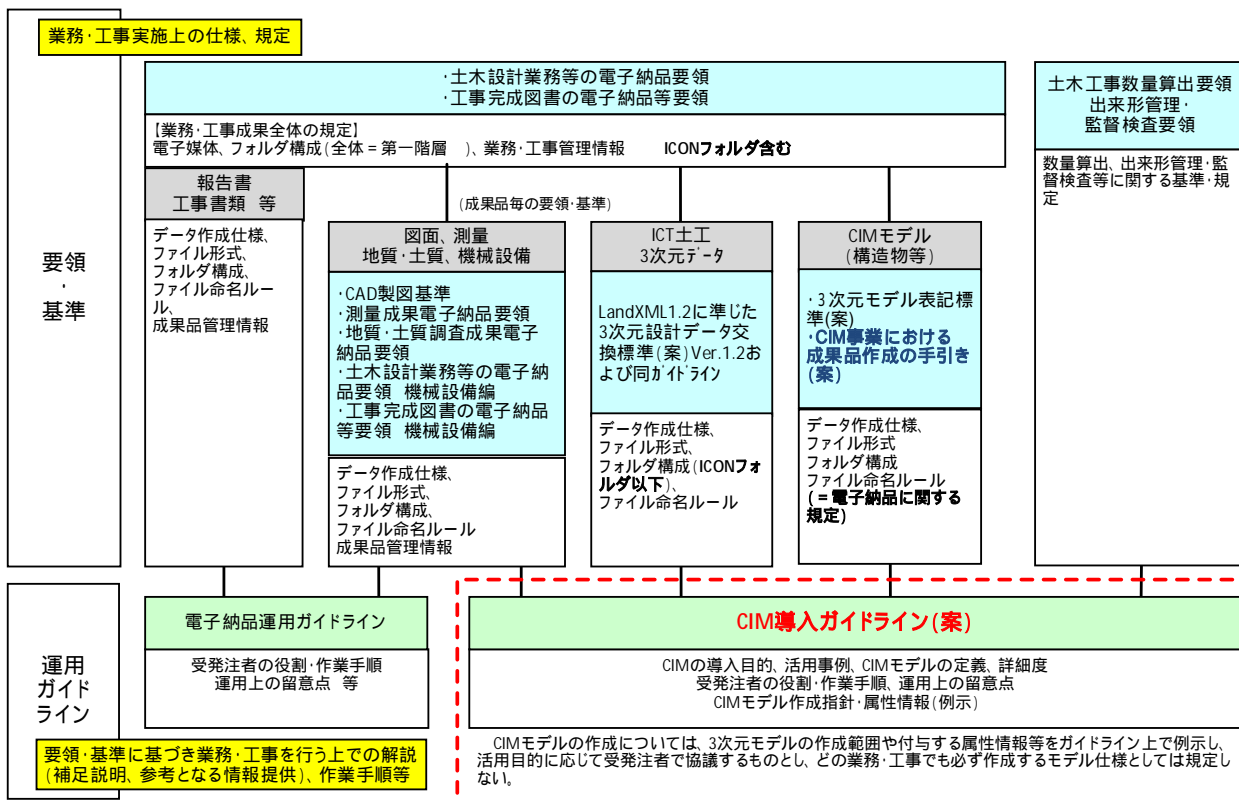 業務・工事実施上の仕様、規定
要領
・
基準
・土木設計業務等の電子納品要領
・工事完成図書の電子納品等要領
【業務・工事成果全体の規定】
電子媒体、フォルダ構成(全体=第一階層　)、業務・工事管理情報　　ICONフォルダ含む
土木工事数量算出要領
出来形管理・
監督検査要領
数量算出、出来形管理・監
督検査等に関する基準・規
定
(成果品毎の要領・基準)
報告書
工事書類 等
データ作成仕様、
ファイル形式、
フォルダ構成、
ファイル命名ルー
ル、
成果品管理情報
図面、測量
地質・土質、機械設備
・CAD製図基準
・測量成果電子納品要領
・地質・土質調査成果電子
納品要領
・土木設計業務等の電子納
品要領 機械設備編
・工事完成図書の電子納品
等要領 機械設備編
データ作成仕様、
ファイル形式、
フォルダ構成、
ファイル命名ルール
成果品管理情報
ICT土工
3次元データ
LandXML1.2に準じた
3次元設計データ交
換標準(案)Ver.1.2お
よび同ガイドライン
データ作成仕様、
ファイル形式、
フォルダ構成(ICONフォ
ルダ以下)、
ファイル命名ルール
CIMモデル
(構造物等)
・3次元モデル表記標
準(案)
・CIM事業における
成果品作成の手引き
(案)
データ作成仕様、
ファイル形式
フォルダ構成
ファイル命名ルール
(=電子納品に関する
規定)
運用
ガイド
ライン
電子納品運用ガイドライン
受発注者の役割・作業手順
運用上の留意点 等
CIM導入ガイドライン(案)
CIMの導入目的、活用事例、CIMモデルの定義、詳細度
受発注者の役割・作業手順、運用上の留意点
CIMモデル作成指針・属性情報(例示)
要領・基準に基づき業務・工事を行う上での解説
(補足説明、参考となる情報提供)、作業手順等
CIMモデルの作成については、3次元モデルの作成範囲や付与する属性情報等をガイドライン上で例示し、
活用目的に応じて受発注者で協議するものとし、どの業務・工事でも必ず作成するモデル仕様としては規定し
ない。